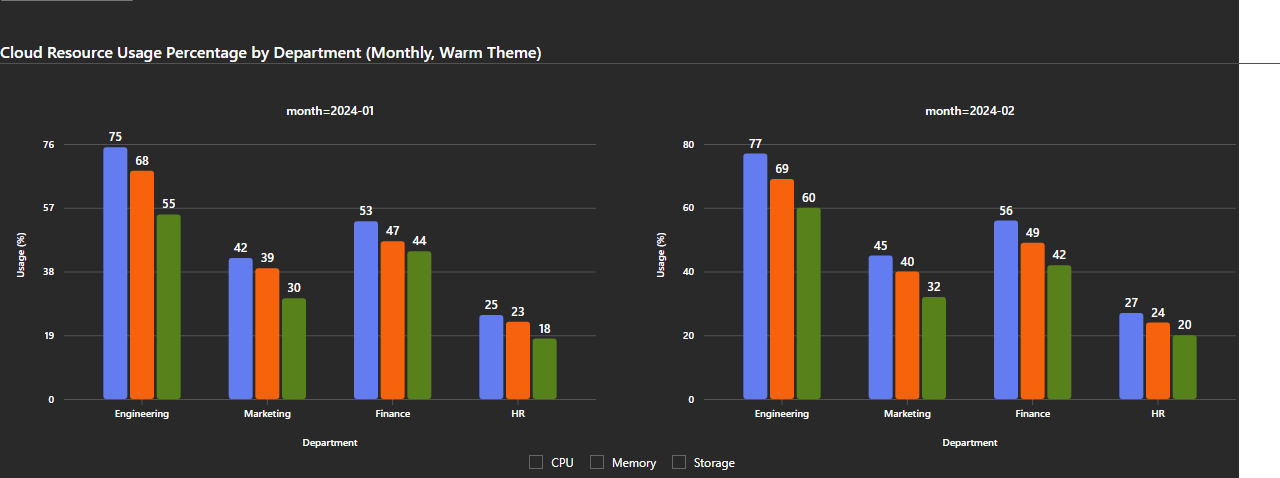 Cloud Resource Usage Percentage by Department (Monthly, Warm Theme)
month=2024-01
76
57
38
19
0
Usage (%)
75
68
55
42
39
30
53
47
44
25
23
18
Engineering
Marketing
Finance
HR
Department
month=2024-02
80
60
40
20
0
Usage (%)
77
69
60
45
40
32
56
49
42
27
24
20
Engineering
Marketing
Finance
HR
Department
CPU
Memory
Storage